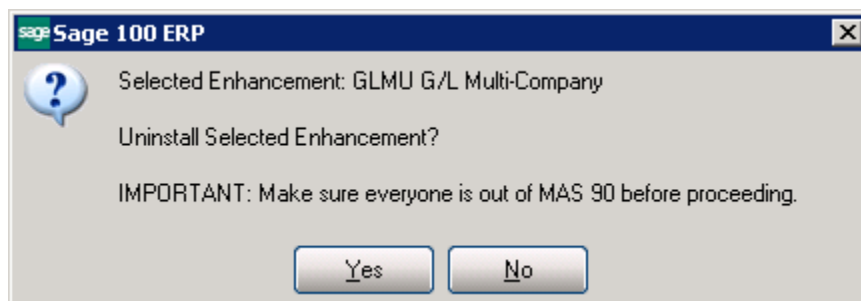 sage Sage 100 ERP
Selected Enhancement: GLMU G/L Multi-Company
Uninstall Selected Enhancement?
IMPORTANT: Make sure everyone is out of MAS 90 before proceeding.
Yes No